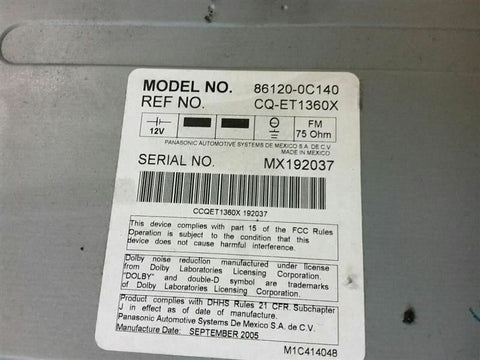 MODEL NO. 86120-0C140
REF NO. CQ-ET1360X
12V FM 75 Ohm
PANASONIC AUTOMOTIVE SYSTEMS DE MEXICO S.A. DE C.V.
SERIAL NO. MX192037
CCQET1360X 192037
This device complies with part 15 of the FCC Rules
Operation is subject to the condition that this
device does not cause harmful interference.
Dolby noise reduction manufactured under license
from Dolby Laboratories Licensing Corporation.
"DOLBY" and double-D symbol are trademarks
of Dolby Laboratories Licensing Corporation.
Product complies with DHHS Rules 21 CFR. Subchapter
J in effect as of date of manufacture.
Panasonic Automotive Systems De Mexico S.A. de C.V.
Manufacture Date: SEPTEMBER 2005
M1C414048